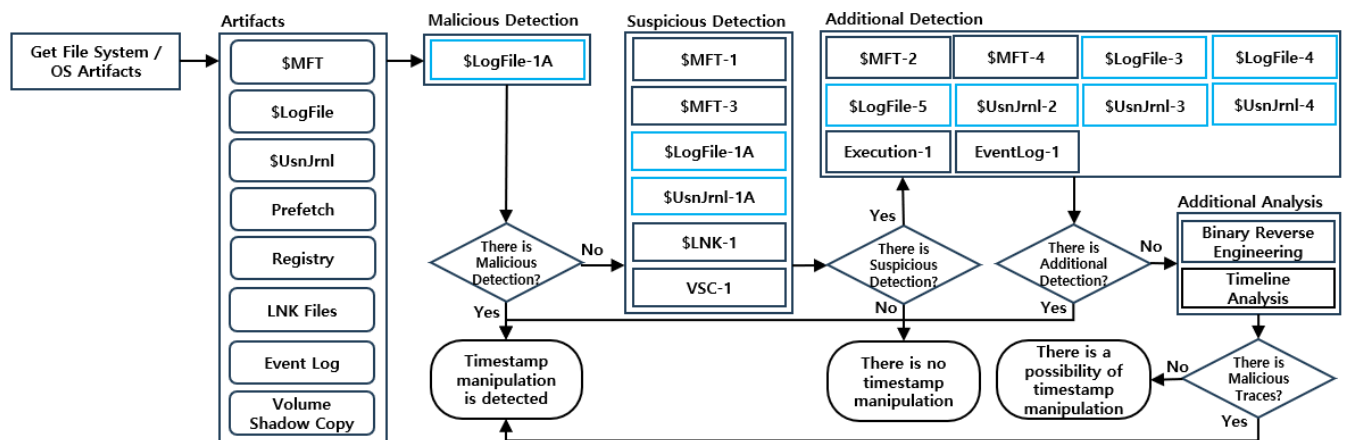 Artifacts
Malicious Detection
Suspicious Detection
Additional Detection
Get File System /
OS Artifacts
$MFT
$LogFile
$UsnJrnl
Prefetch
Registry
LNK Files
Event Log
Volume
Shadow Copy
$LogFile-1A
There is
Malicious
Detection?
No
Yes
Timestamp
manipulation
is detected
$MFT-1
$MFT-3
$LogFile-1A
$UsnJrnl-1A
$LNK-1
VSC-1
$MFT-2
$MFT-4
$LogFile-3
$LogFile-4
$LogFile-5
$UsnJrnl-2
$UsnJrnl-3
$UsnJrnl-4
Execution-1
EventLog-1
Yes
There is
Suspicious
Detection?
No
There is no
timestamp
manipulation
There is
Additional
Detection?
No
Yes
Additional Analysis
Binary Reverse
Engineering
Timeline
Analysis
There is
Malicious
Traces?
No
Yes
There is a
possibility of
timestamp
manipulation